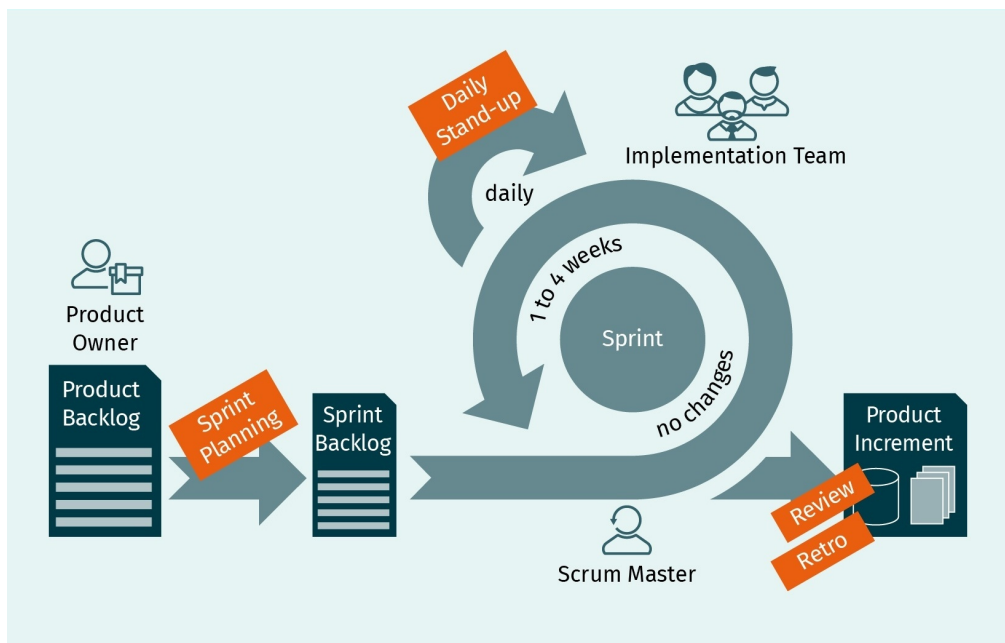 Daily
Stand-up
daily
Implementation Team
1 to 4 weeks
Sprint
no changes
Product
Owner
Product
Backlog
Sprint
Planning
Sprint
Backlog
Scrum Master
Product
Increment
Review
Retro